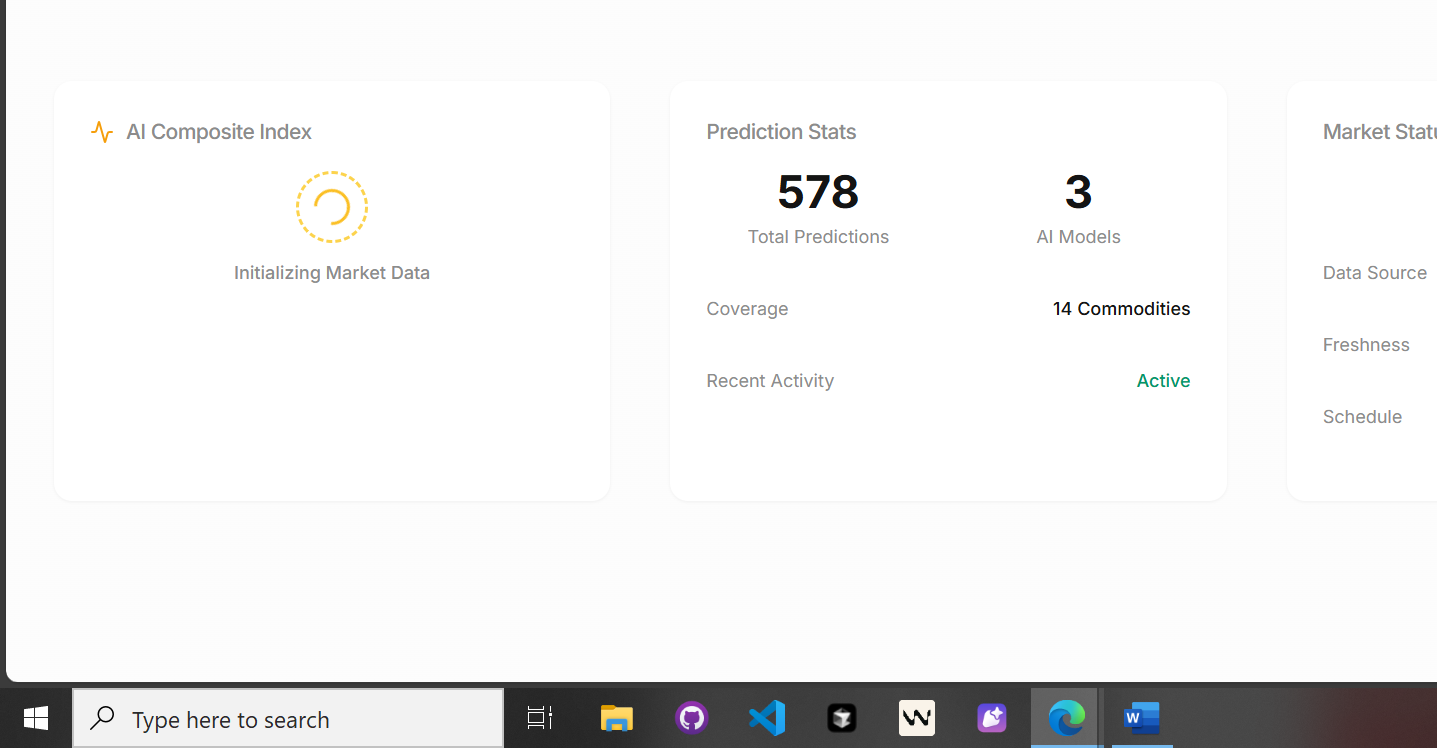 AI Composite Index
Initializing Market Data
Prediction Stats
578
Total Predictions
3
AI Models
Coverage
14 Commodities
Recent Activity
Active
Market Statu
Data Source
Freshness
Schedule
Type here to search
W